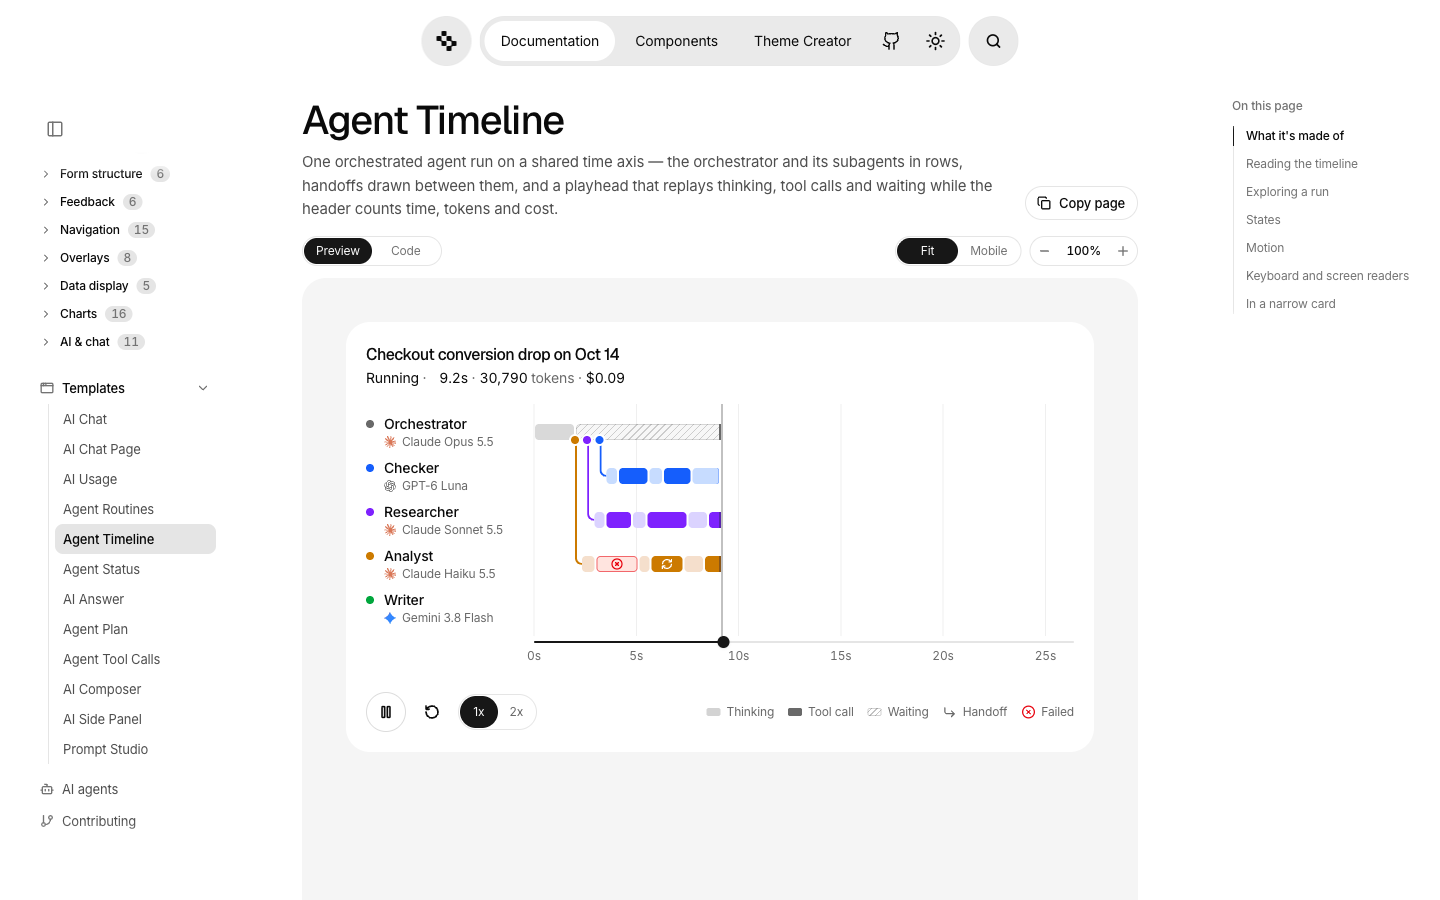 Documentation
Components
Theme Creator
Form structure 6
Feedback 6
Navigation 15
Overlays 8
Data display 5
Charts 16
AI & chat 11
Templates
AI Chat
AI Chat Page
AI Usage
Agent Routines
Agent Timeline
Agent Status
AI Answer
Agent Plan
Agent Tool Calls
AI Composer
AI Side Panel
Prompt Studio
AI agents
Contributing
Agent Timeline
One orchestrated agent run on a shared time axis — the orchestrator and its subagents in rows,
handoffs drawn between them, and a playhead that replays thinking, tool calls and waiting while the
header counts time, tokens and cost.
Copy page
Preview
Code
Fit
Mobile
100%
Checkout conversion drop on Oct 14
Running · 9.2s · 30,790 tokens · $0.09
Orchestrator
Claude Opus 5.5
Checker
GPT-6 Luna
Researcher
Claude Sonnet 5.5
Analyst
Claude Haiku 5.5
Writer
Gemini 3.8 Flash
0s 5s 10s 15s 20s 25s
1x 2x
Thinking Tool call Waiting Handoff Failed
On this page
What it's made of
Reading the timeline
Exploring a run
States
Motion
Keyboard and screen readers
In a narrow card